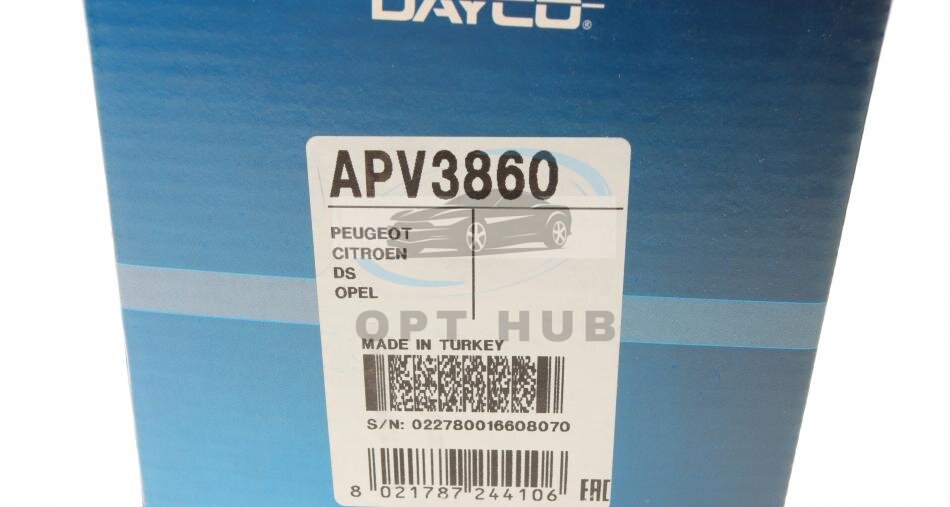 DAYCO®
APV3860
PEUGEOT
CITROEN
DS
OPEL
OPT HUB
MADE IN TURKEY
S/N: 022780016608070
8 021787 244106 EAC